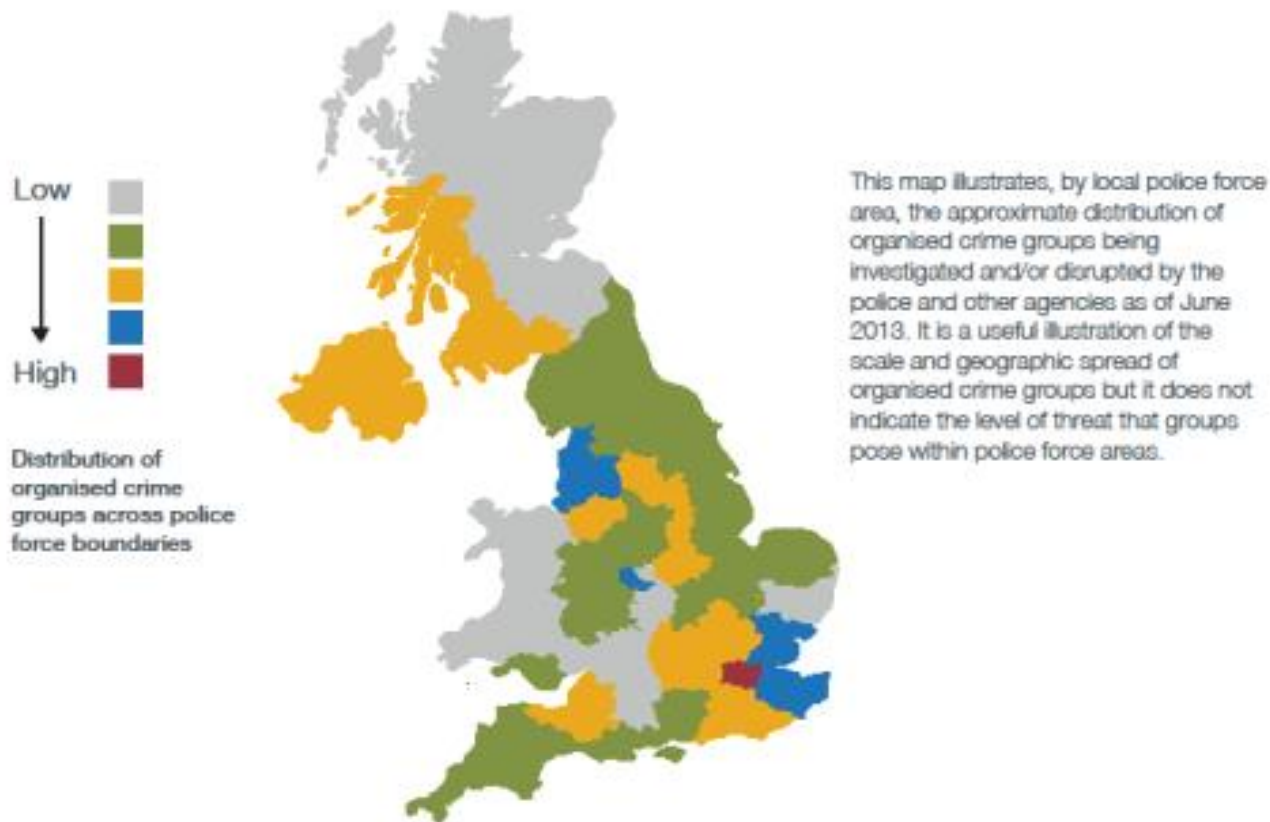 Low
High
Distribution of
organised crime
groups across police
force boundaries
This map illustrates, by local police force
area, the approximate distribution of
organised crime groups being
investigated and/or disrupted by the
police and other agencies as of June
2013. It is a useful illustration of the
scale and geographic spread of
organised crime groups but it does not
indicate the level of threat that groups
pose within police force areas.